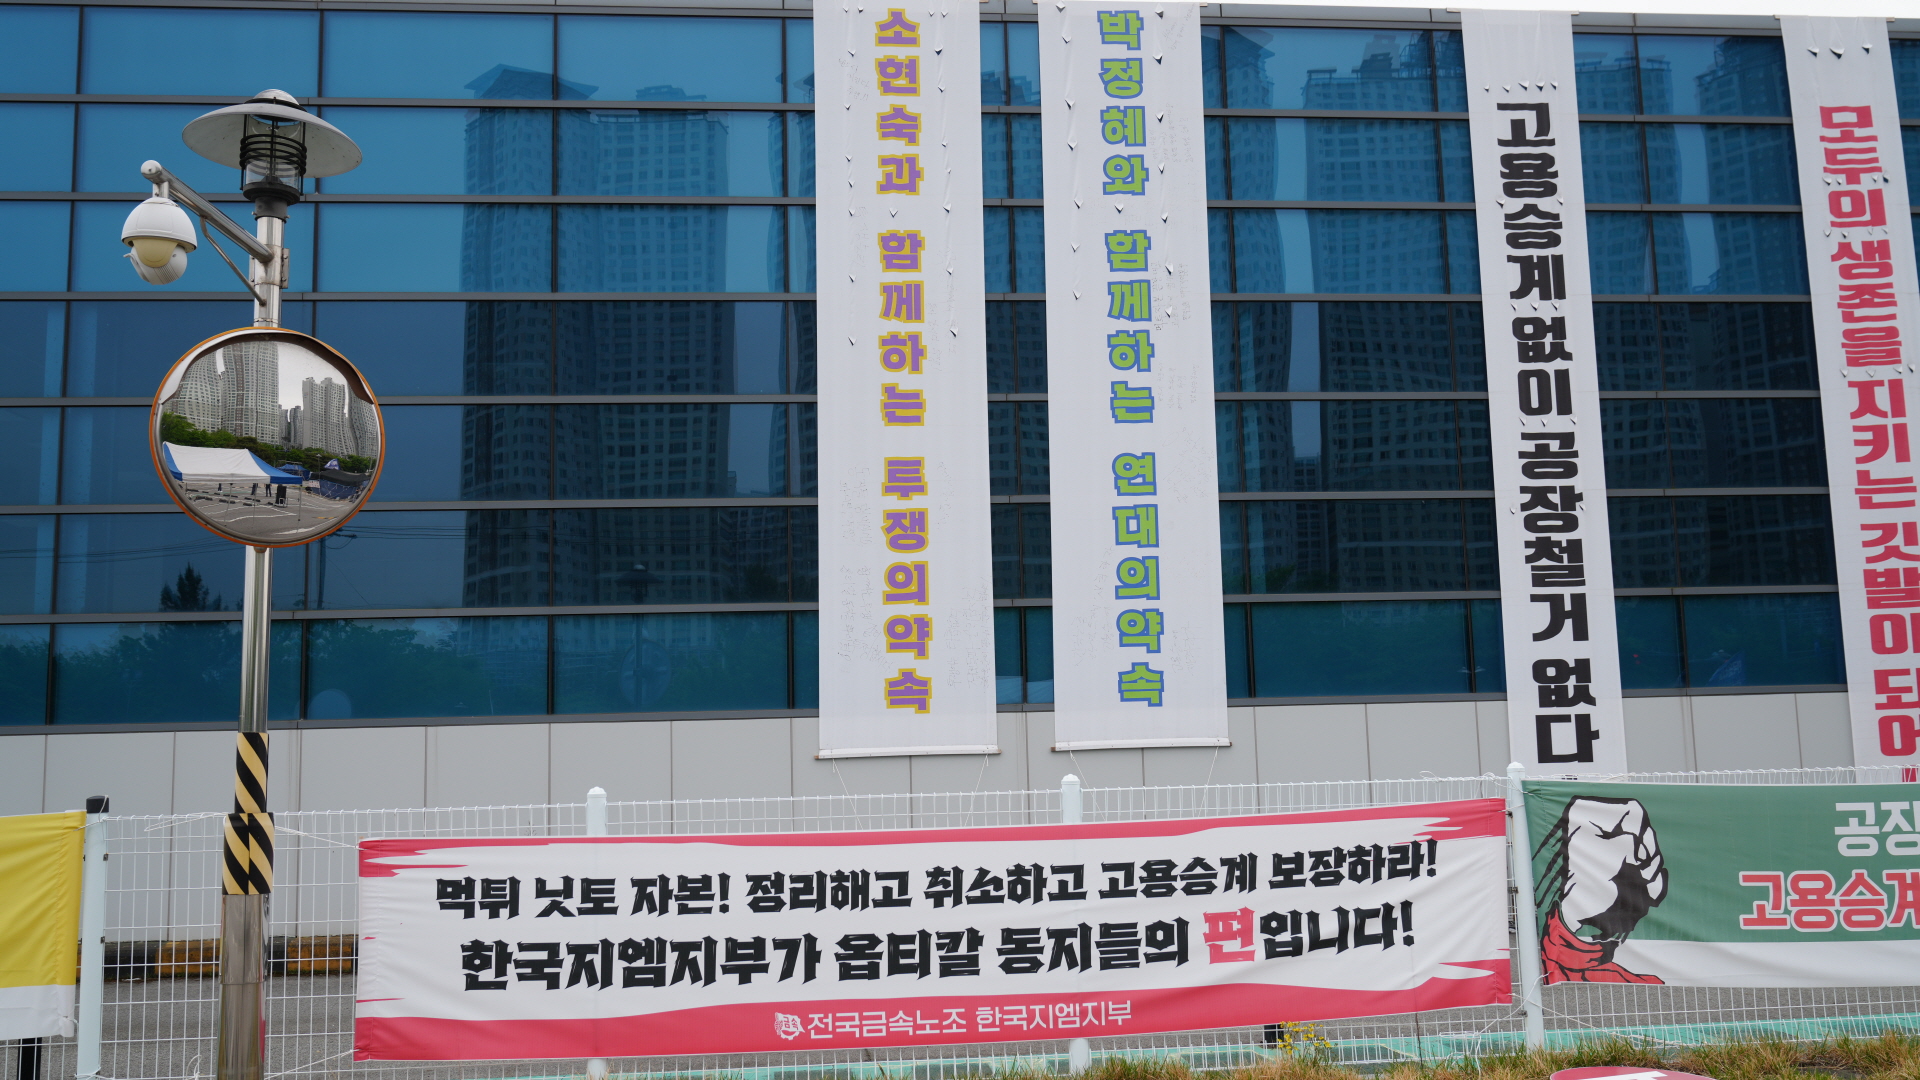 소현숙과 함께하는 투쟁의약속
박정혜와 함께하는 연대의약속
고용승계 없이 공장철거 없다
모두의 생존을 지키는 깃발이 되어
먹튀 닛토 자본! 정리해고 취소하고 고용승계 보장하라!
한국지엠지부가 옵티칼 동지들의 편입니다!
전국금속노조 한국지엠지부
공장
고용승계